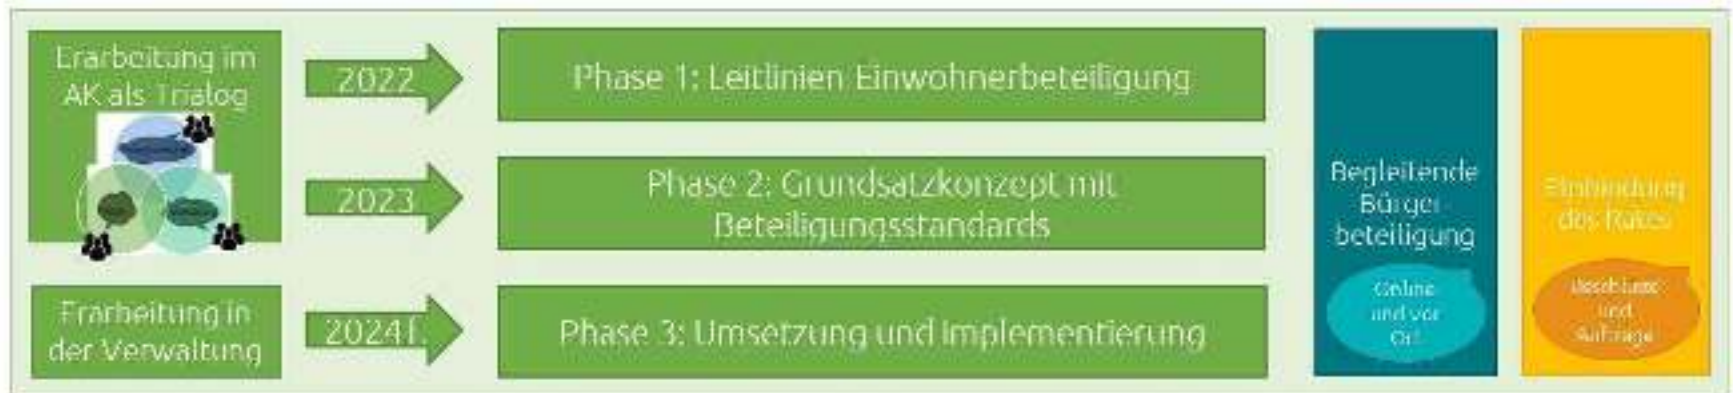 Erarbeitung im
AK als Trialog
2022
Phase 1: Leitlinien Einwohnerbeteiligung
2023
Phase 2: Grundsatzkonzept mit
Beteiligungsstandards
Erarbeitung in
der Verwaltung
2024f.
Phase 3: Umsetzung und Implementierung
Begleitende
Bürger-
beteiligung
Online
und vor
Ort
Einbindung
des Rates
Beschlüsse
und
Aufträge